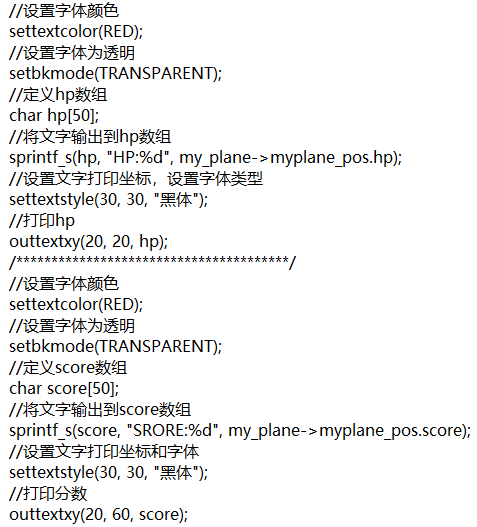 //设置字体颜色
settextcolor(RED);
//设置字体为透明
setbkmode(TRANSPARENT);
//定义hp数组
char hp[50];
//将文字输出到hp数组
sprintf_s(hp, "HP:%d", my_plane->myplane_pos.hp);
//设置文字打印坐标，设置字体类型
settextstyle(30, 30, "黑体");
//打印hp
outtextxy(20, 20, hp);
/***************************************/
//设置字体颜色
settextcolor(RED);
//设置字体为透明
setbkmode(TRANSPARENT);
//定义score数组
char score[50];
//将文字输出到score数组
sprintf_s(score, "SRORE:%d", my_plane->myplane_pos.score);
//设置文字打印坐标和字体
settextstyle(30, 30, "黑体");
//打印分数
outtextxy(20, 60, score);